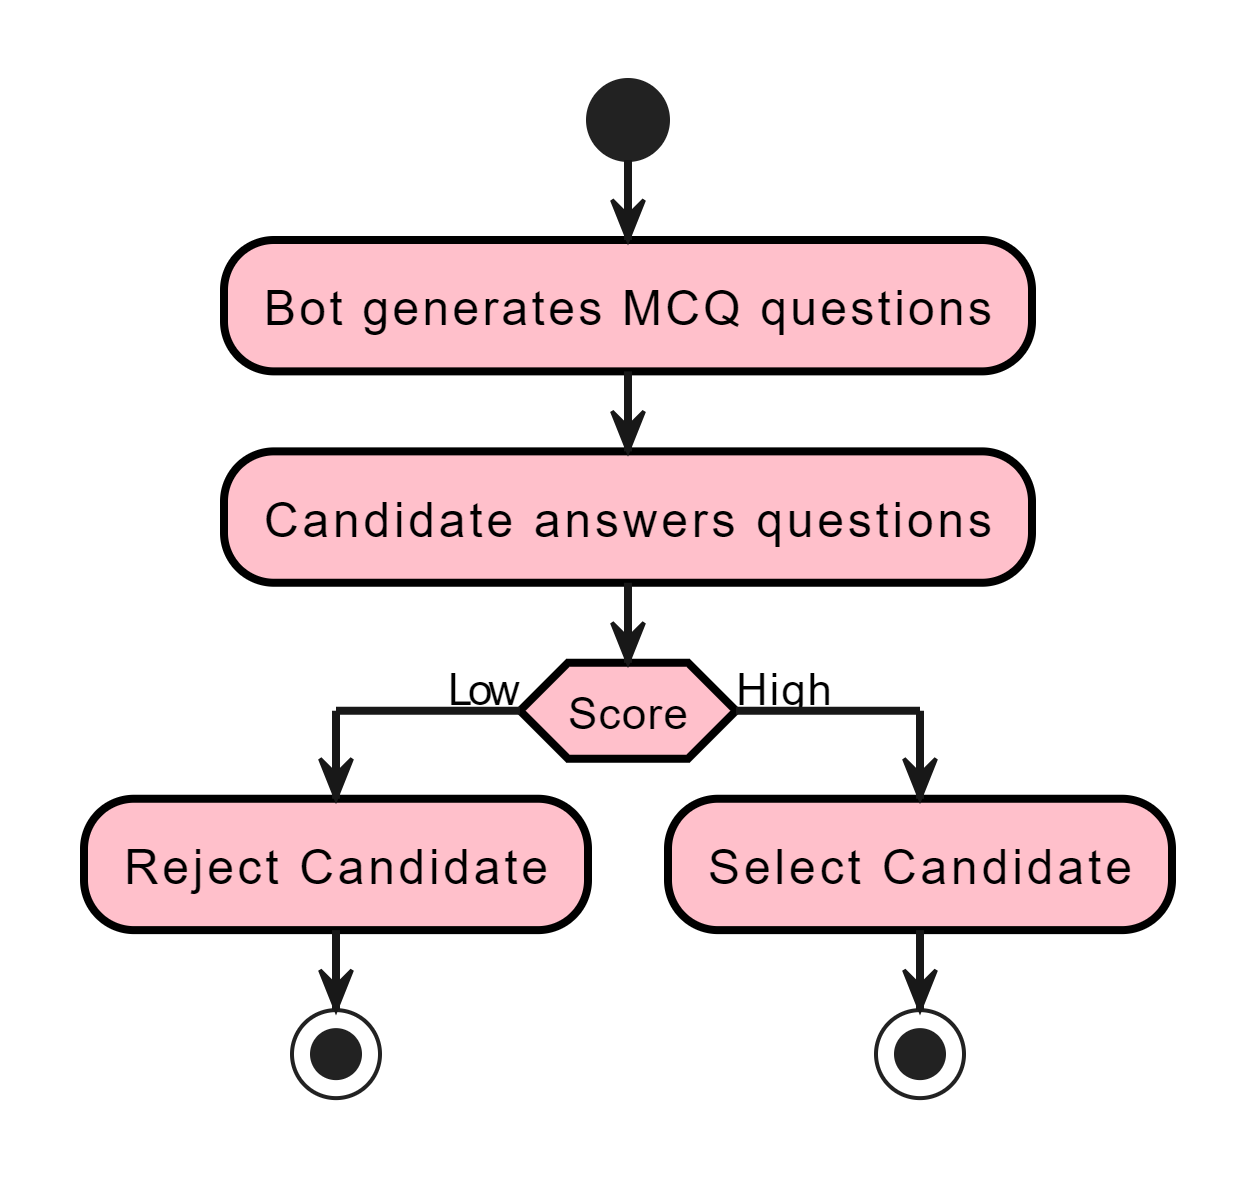 Bot generates MCQ questions
Candidate answers questions
Low
High
Score
Reject Candidate
Select Candidate